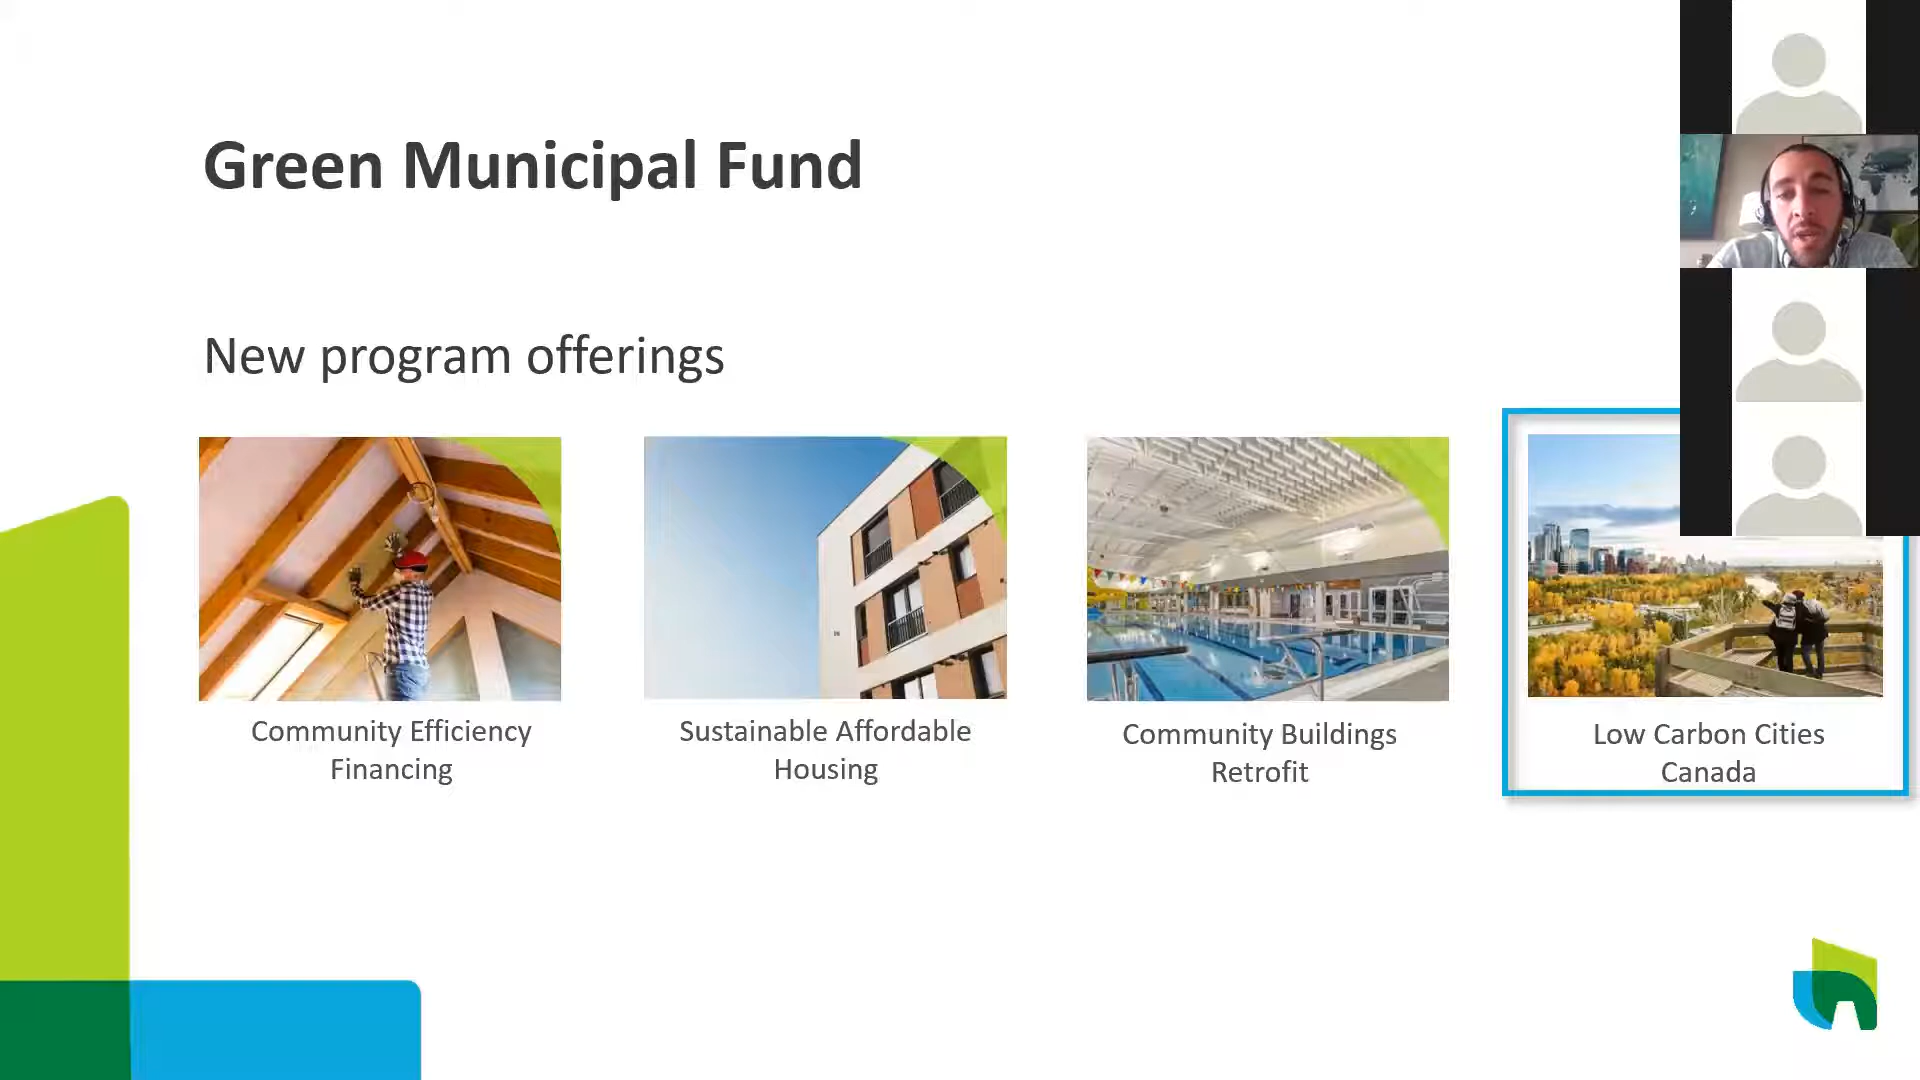 Green Municipal Fund
New program offerings
Community Efficiency
Financing
Sustainable Affordable
Housing
Community Buildings
Retrofit
Low Carbon Cities
Canada